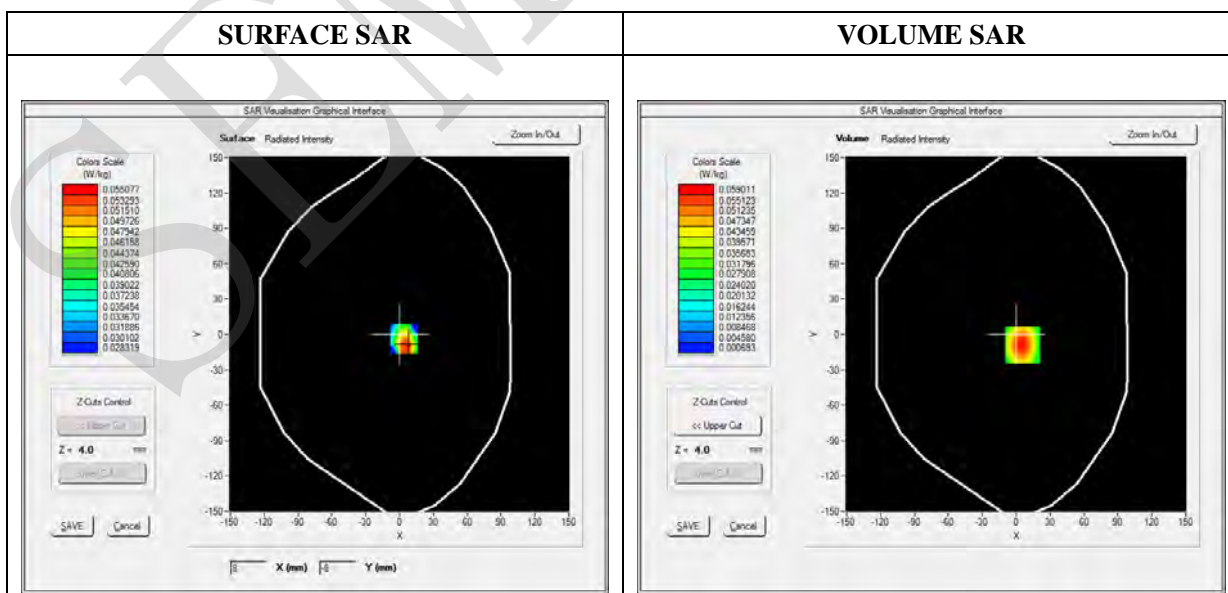 SURFACE SAR
VOLUME SAR
SAR Visualisation Graphical Interface
Surface Radiated Intensity
Zoom In/Out
Colors Scale
(W/kg)
0.055077
0.053293
0.051510
0.049726
0.047942
0.046158
0.044374
0.042590
0.040806
0.039022
0.037238
0.035454
0.033670
0.031886
0.030102
0.028319
Z-Cuts Control
<< Upper Cut
Z = 4.0 mm
SAVE
Cancel
150
120
90
30
0
-30
-60
-90
-120
-150
Y
-150 -120 -90 -60 -30 0 30 60 90 120 150
X
8 X (mm) -8 Y (mm)
SAR Visualisation Graphical Interface
Volume Radiated Intensity
Zoom In/Out
Colors Scale
(W/kg)
0.059011
0.055123
0.051235
0.047347
0.043459
0.039571
0.035683
0.031796
0.027908
0.024020
0.020132
0.016244
0.012356
0.008468
0.004580
0.000693
Z-Cuts Control
<< Upper Cut
Z = 4.0 mm
SAVE
Cancel
150
120
90
30
0
-30
-60
-90
-120
-150
Y
-150 -120 -90 -60 -30 0 30 60 90 120 150
X